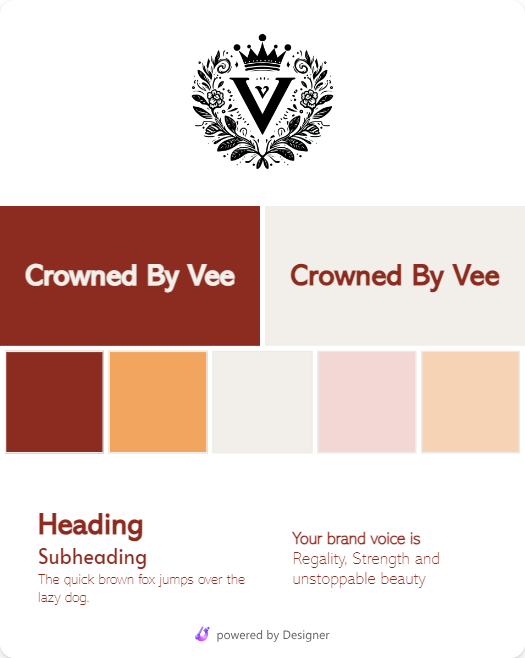 V
v
Crowned By Vee
Crowned By Vee
Heading
Subheading
The quick brown fox jumps over the
lazy dog.
Your brand voice is
Regality, Strength and
unstoppable beauty
powered by Designer